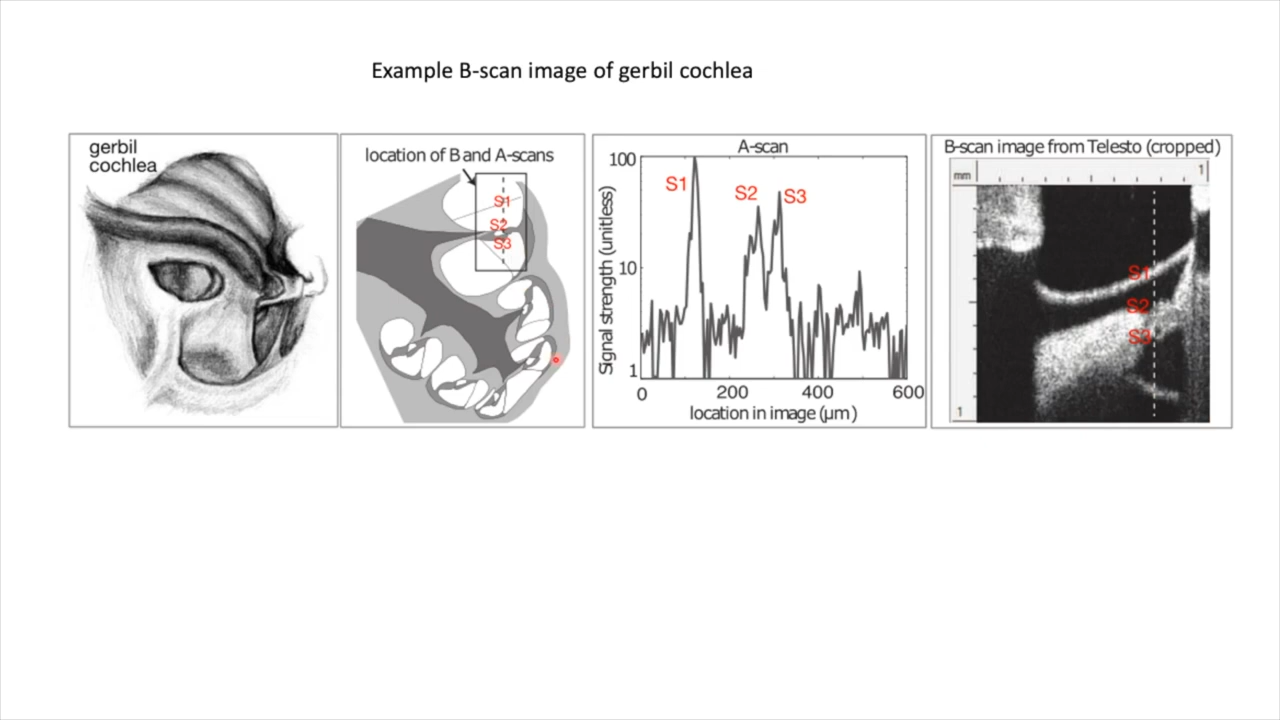 Example B-scan image of gerbil cochlea
gerbil
cochlea
location of B and A-scans
S1
S2
S3
A-scan
Signal strength (unitless)
100
10
1
S1
S2
S3
0
200
400
600
location in image (μm)
B-scan image from Telesto (cropped)
mm
1
S1
S2
S3
1